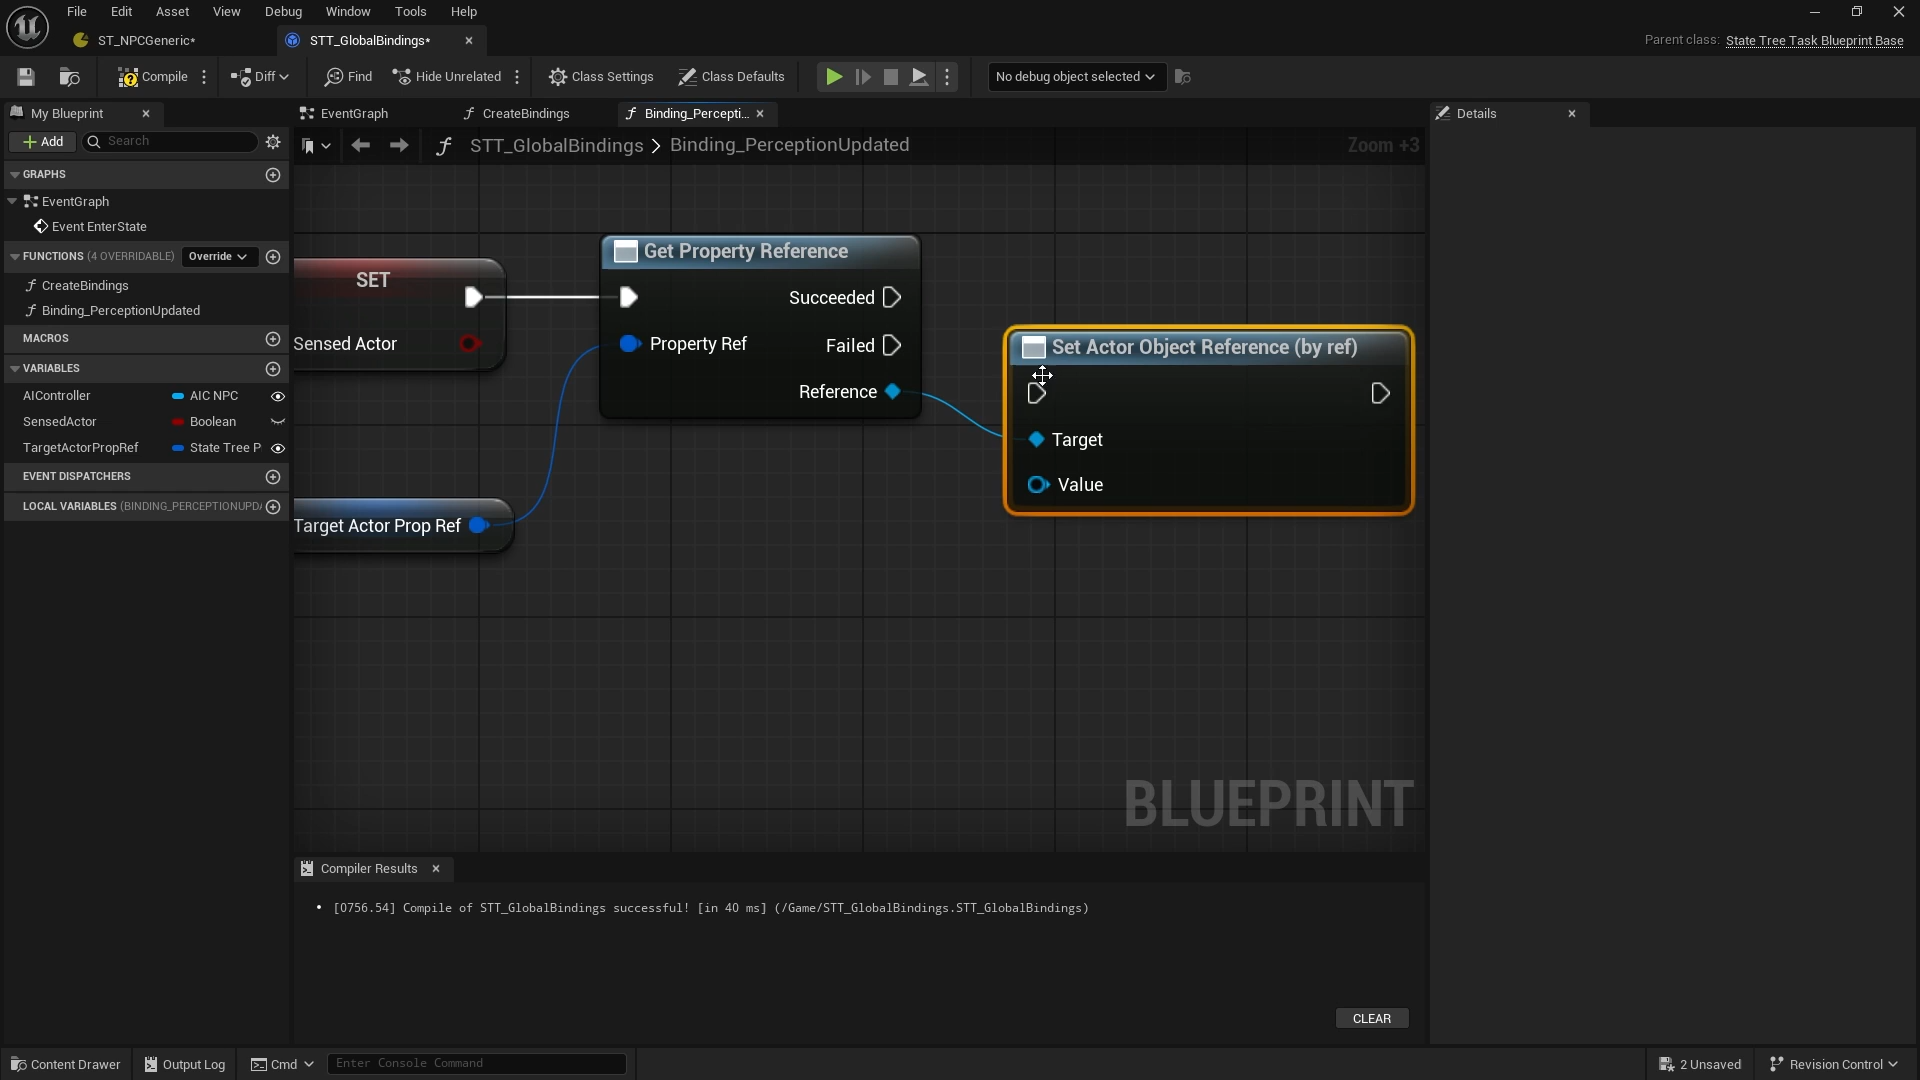 File Edit Asset View Debug Window Tools Help
ST_NPCGeneric*
STT_GlobalBindings*
Parent class: State Tree Task Blueprint Base
Compile
Diff
Find
Hide Unrelated
Class Settings
Class Defaults
No debug object selected
My Blueprint
EventGraph
CreateBindings
Binding_Percepti...
Details
Add
Search
STT_GlobalBindings > Binding_PerceptionUpdated
Zoom +3
GRAPHS
EventGraph
Event EnterState
FUNCTIONS (4 OVERRIDABLE)
Override
CreateBindings
Binding_PerceptionUpdated
MACROS
VARIABLES
AIController AIC NPC
SensedActor Boolean
TargetActorPropRef State Tree P
EVENT DISPATCHERS
LOCAL VARIABLES (BINDING_PERCEPTIONUPDA
SET
Sensed Actor
Target Actor Prop Ref
Get Property Reference
Succeeded
Property Ref
Failed
Reference
Set Actor Object Reference (by ref)
Target
Value
BLUEPRINT
Compiler Results
• [0756.54] Compile of STT_GlobalBindings successful! [in 40 ms] (/Game/STT_GlobalBindings.STT_GlobalBindings)
CLEAR
Content Drawer
Output Log
Cmd
Enter Console Command
2 Unsaved
Revision Control